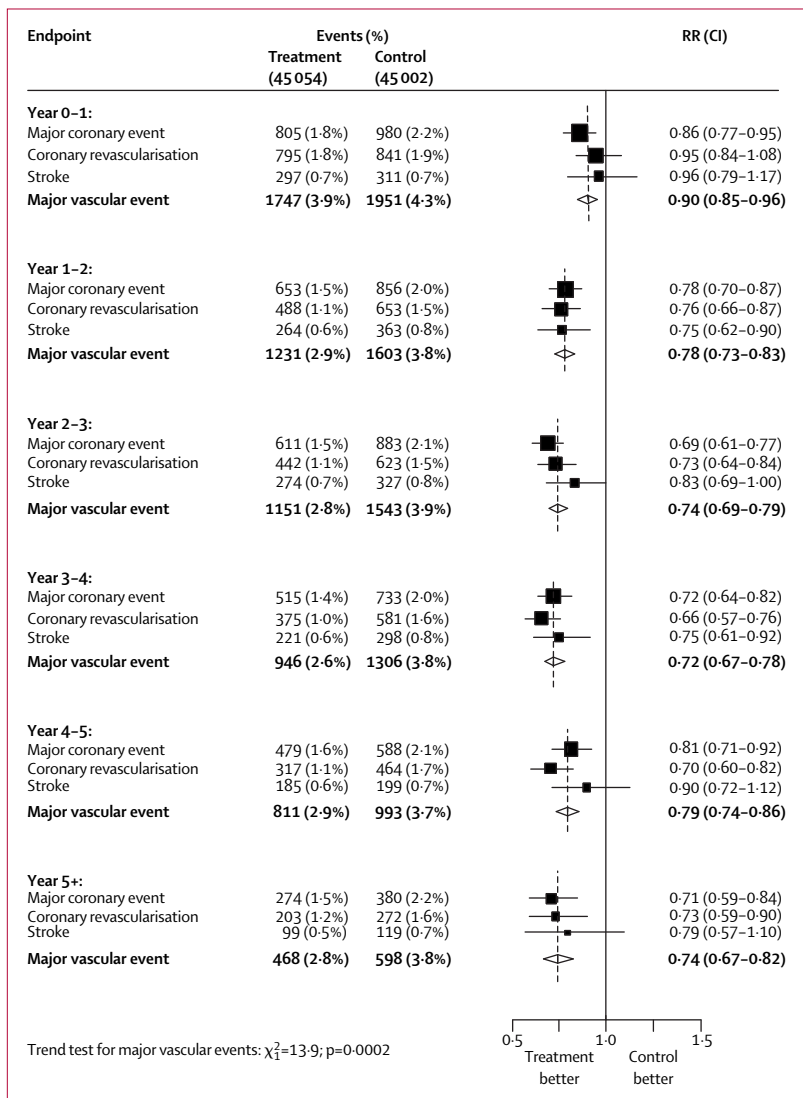 Endpoint Events (%) RR (CI)
Treatment Control
(45 054) (45 002)
Year 0–1:
Major coronary event 805 (1·8%) 980 (2·2%) 0·86 (0·77–0·95)
Coronary revascularisation 795 (1·8%) 841 (1·9%) 0·95 (0·84–1·08)
Stroke 297 (0·7%) 311 (0·7%) 0·96 (0·79–1·17)
Major vascular event 1747 (3·9%) 1951 (4·3%) 0·90 (0·85–0·96)
Year 1–2:
Major coronary event 653 (1·5%) 856 (2·0%) 0·78 (0·70–0·87)
Coronary revascularisation 488 (1·1%) 653 (1·5%) 0·76 (0·66–0·87)
Stroke 264 (0·6%) 363 (0·8%) 0·75 (0·62–0·90)
Major vascular event 1231 (2·9%) 1603 (3·8%) 0·78 (0·73–0·83)
Year 2–3:
Major coronary event 611 (1·5%) 883 (2·1%) 0·69 (0·61–0·77)
Coronary revascularisation 442 (1·1%) 623 (1·5%) 0·73 (0·64–0·84)
Stroke 274 (0·7%) 327 (0·8%) 0·83 (0·69–1·00)
Major vascular event 1151 (2·8%) 1543 (3·9%) 0·74 (0·69–0·79)
Year 3–4:
Major coronary event 515 (1·4%) 733 (2·0%) 0·72 (0·64–0·82)
Coronary revascularisation 375 (1·0%) 581 (1·6%) 0·66 (0·57–0·76)
Stroke 221 (0·6%) 298 (0·8%) 0·75 (0·61–0·92)
Major vascular event 946 (2·6%) 1306 (3·8%) 0·72 (0·67–0·78)
Year 4–5:
Major coronary event 479 (1·6%) 588 (2·1%) 0·81 (0·71–0·92)
Coronary revascularisation 317 (1·1%) 464 (1·7%) 0·70 (0·60–0·82)
Stroke 185 (0·6%) 199 (0·7%) 0·90 (0·72–1·12)
Major vascular event 811 (2·9%) 993 (3·7%) 0·79 (0·74–0·86)
Year 5+:
Major coronary event 274 (1·5%) 380 (2·2%) 0·71 (0·59–0·84)
Coronary revascularisation 203 (1·2%) 272 (1·6%) 0·73 (0·59–0·90)
Stroke 99 (0·5%) 119 (0·7%) 0·79 (0·57–1·10)
Major vascular event 468 (2·8%) 598 (3·8%) 0·74 (0·67–0·82)
0·5 1·0 1·5
Trend test for major vascular events: χ²₁=13·9; p=0·0002
Treatment Control
better better